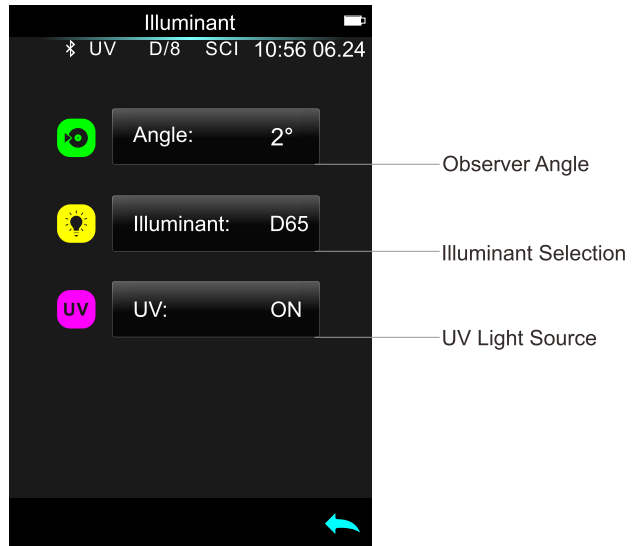 Illuminant
UV D/8 SCI 10:56 06.24
Angle: 2°
Observer Angle
Illuminant: D65
Illuminant Selection
UV UV: ON
UV Light Source